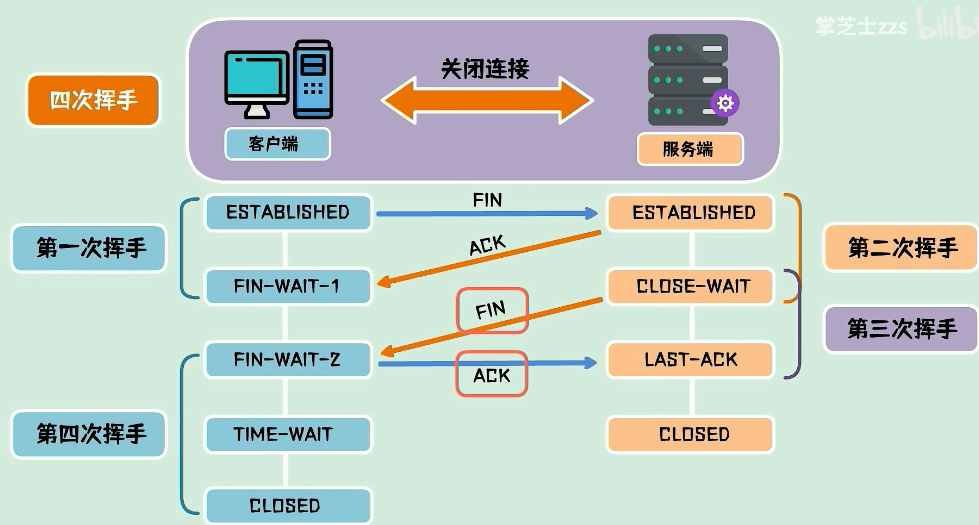 掌芝士zzs bilibi
四次挥手
关闭连接
客户端
服务端
ESTABLISHED
FIN
ESTABLISHED
第一次挥手
ACK
第二次挥手
FIN-WAIT-1
CLOSE-WAIT
FIN
第三次挥手
FIN-WAIT-2
ACK
LAST-ACK
第四次挥手
TIME-WAIT
CLOSED
CLOSED